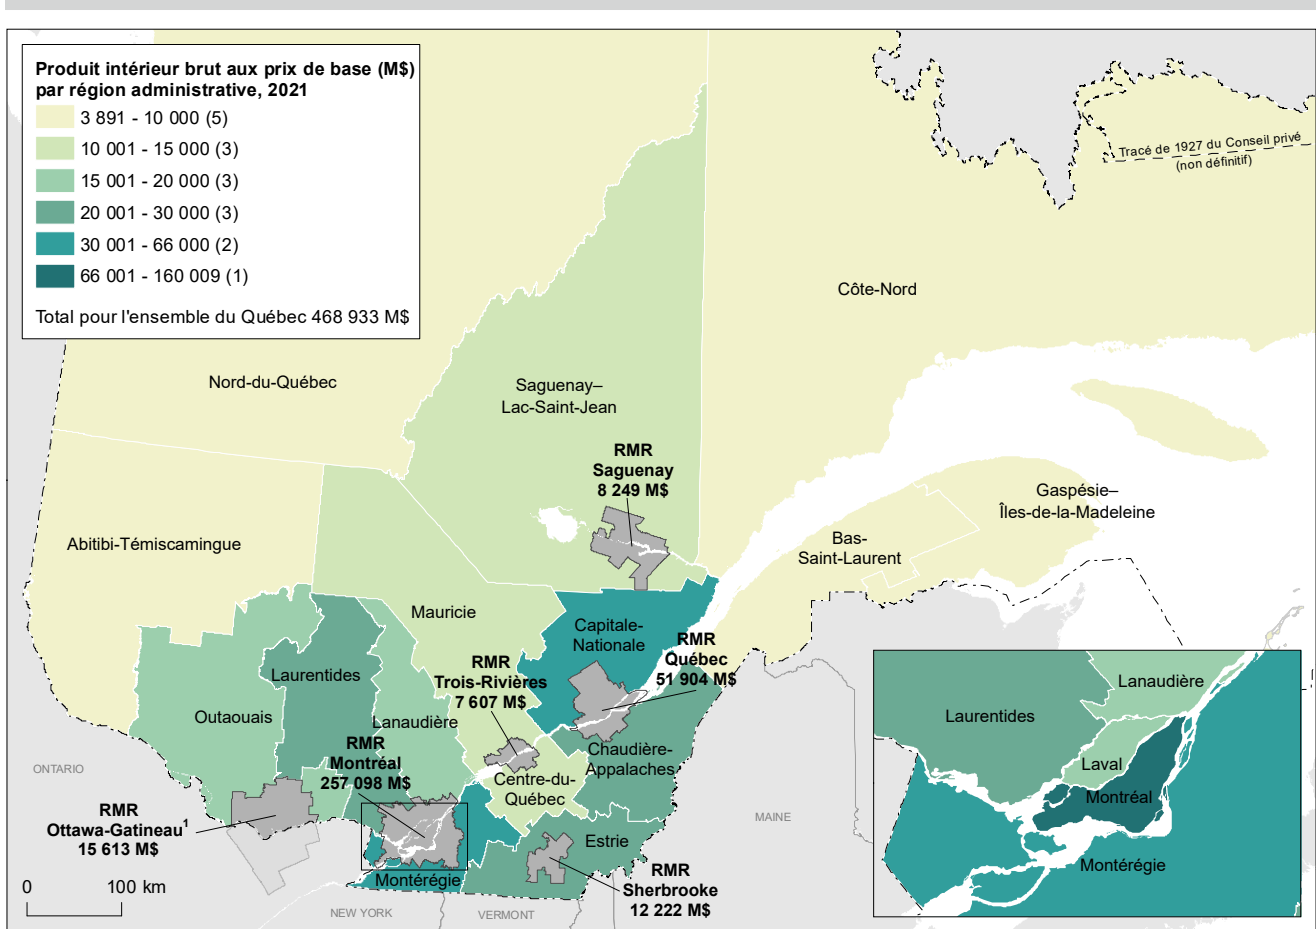 Produit intérieur brut aux prix de base (M$)
par région administrative, 2021
3 891 - 10 000 (5)
10 001 - 15 000 (3)
15 001 - 20 000 (3)
20 001 - 30 000 (3)
30 001 - 66 000 (2)
66 001 - 160 009 (1)
Total pour l'ensemble du Québec 468 933 M$
Tracé de 1927 du Conseil privé
(non définitif)
Côte-Nord
Nord-du-Québec
Saguenay–
Lac-Saint-Jean
RMR
Saguenay
8 249 M$
Gaspésie–
Îles-de-la-Madeleine
Bas-
Saint-Laurent
Abitibi-Témiscamingue
Mauricie
Capitale-
Nationale
RMR
Québec
51 904 M$
RMR
Trois-Rivières
7 607 M$
Laurentides
Outaouais
Lanaudière
RMR
Montréal
257 098 M$
Chaudière-
Appalaches
Centre-du-
Québec
ONTARIO
RMR
Ottawa-Gatineau¹
15 613 M$
Estrie
MAINE
Montérégie
RMR
Sherbrooke
12 222 M$
0 100 km
NEW YORK
VERMONT
Lanaudière
Laurentides
Laval
Montréal
Montérégie